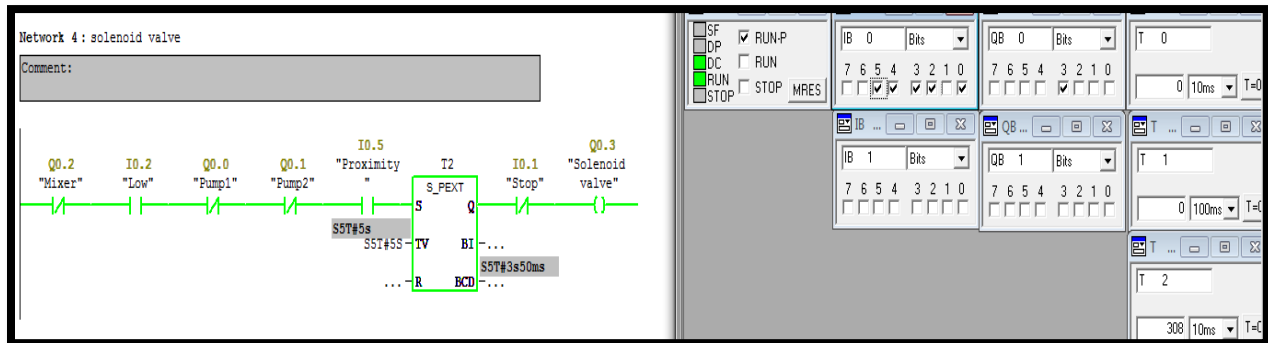 Network 4 : solenoid valve
Comment:
Q0.2
"Mixer"
I0.2
"Low"
Q0.0
"Pump1"
Q0.1
"Pump2"
I0.5
"Proximity
"
T2
S_PEXT
S Q
I0.1
"Stop"
Q0.3
"Solenoid
valve"
S5T#5s
S5T#5S TV BI ...
S5T#3s50ms
... R BCD ...
SF
DP
DC
RUN
STOP
RUN-P
RUN
STOP MRES
IB 0 Bits
7 6 5 4 3 2 1 0
QB 0 Bits
7 6 5 4 3 2 1 0
T 0
0 10ms T=0
IB ...
IB 1 Bits
7 6 5 4 3 2 1 0
QB ...
QB 1 Bits
7 6 5 4 3 2 1 0
T ...
T 1
0 100ms
T ...
T 2
308 10ms